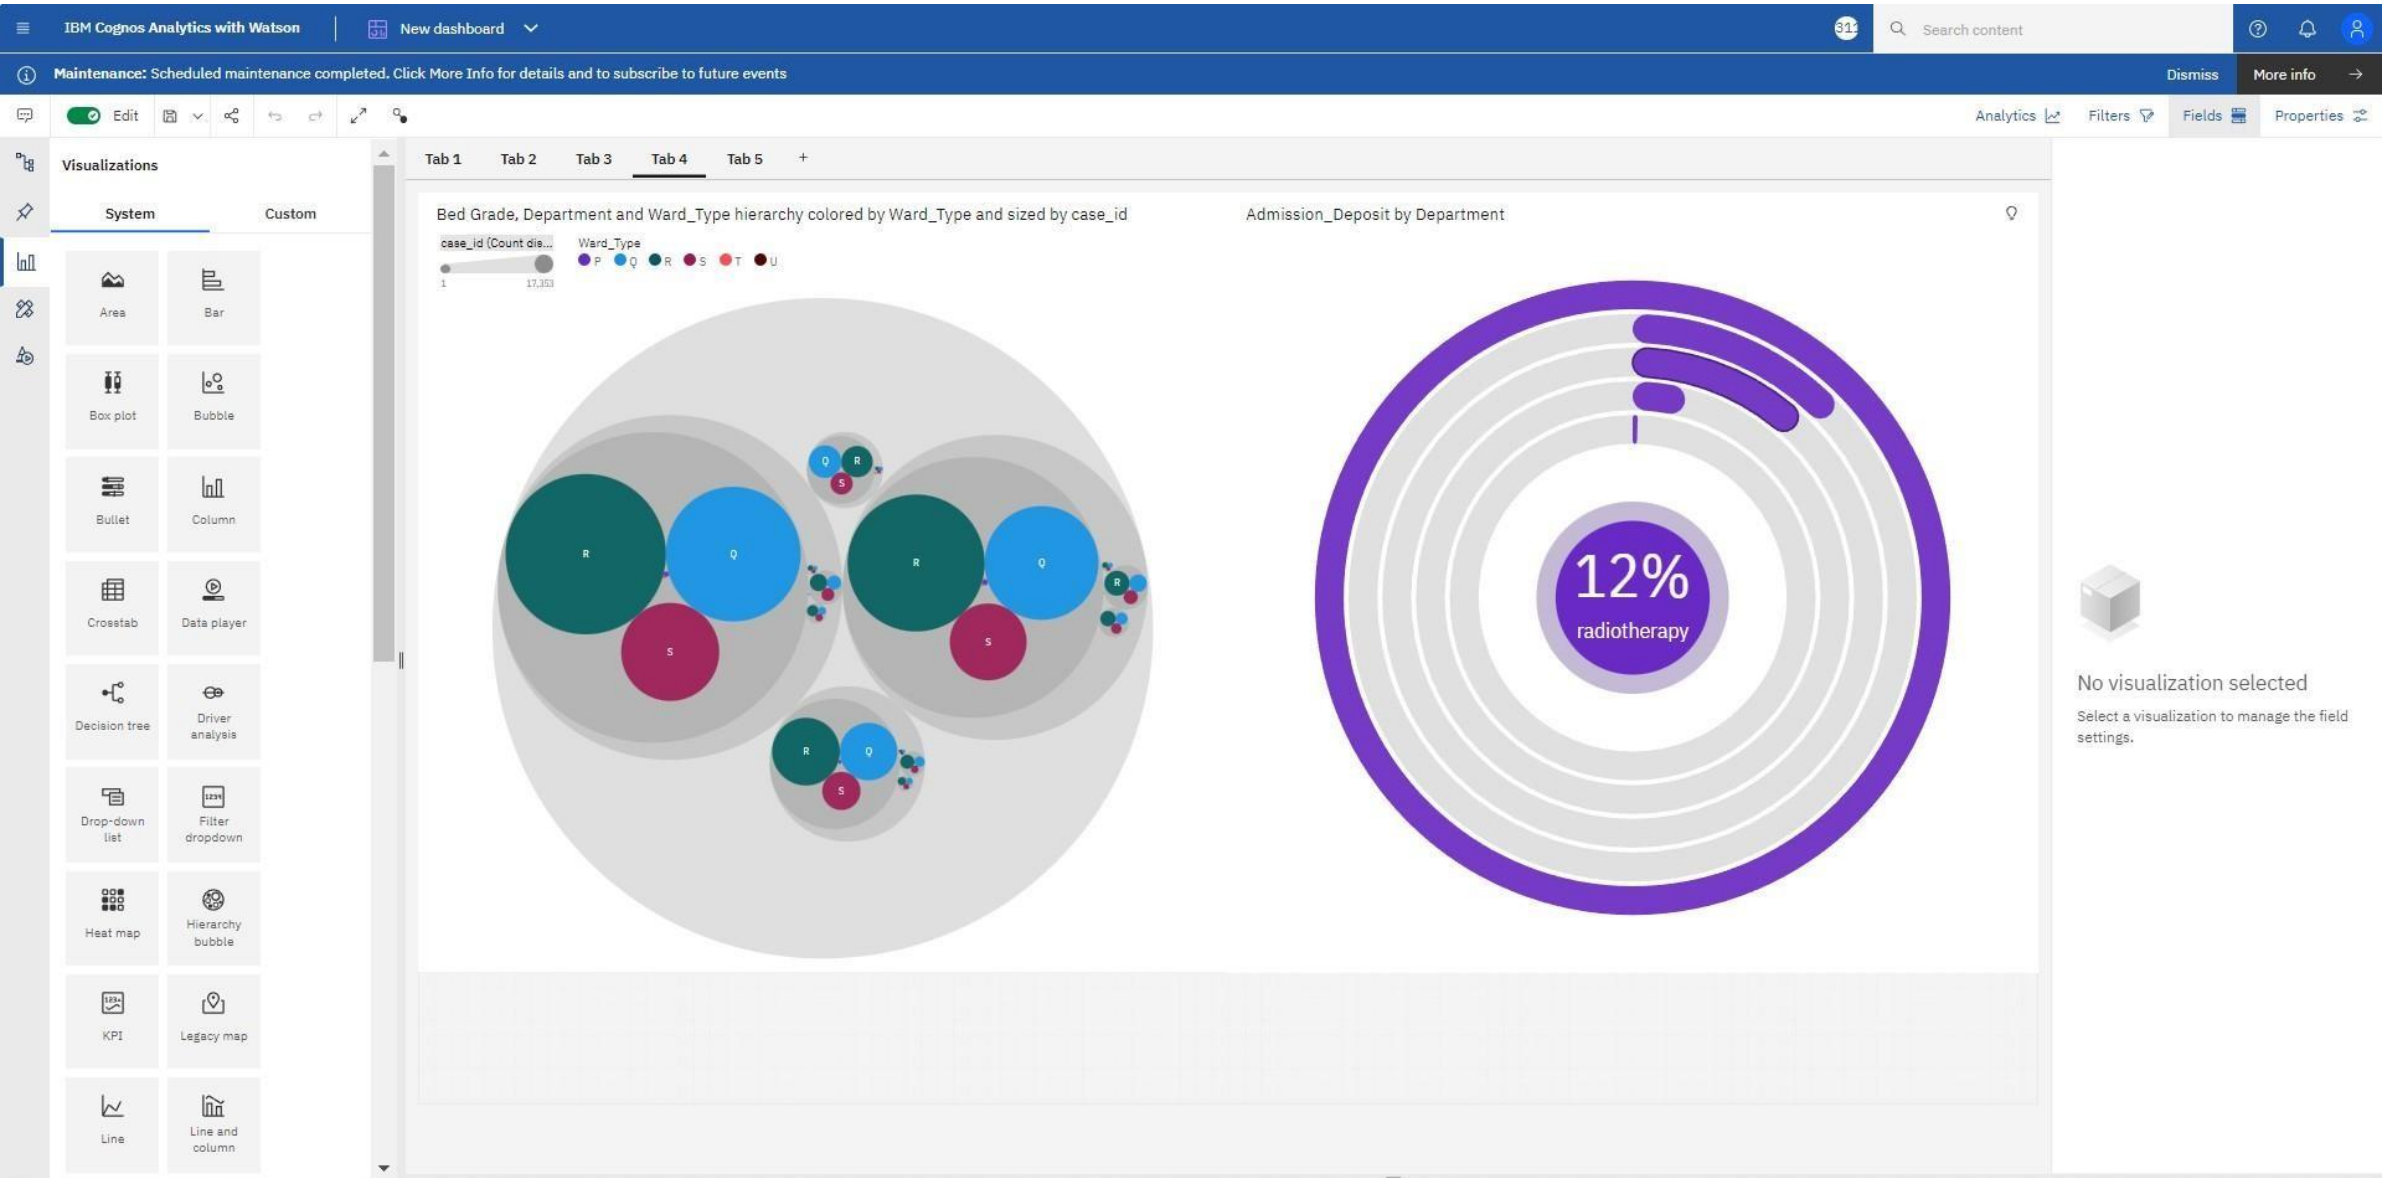 IBM Cognos Analytics with Watson
New dashboard
311
Search content
Maintenance: Scheduled maintenance completed. Click More Info for details and to subscribe to future events
Dismiss
More info
Edit
Analytics
Filters
Fields
Properties
Visualizations
System
Custom
Area
Bar
Box plot
Bubble
Bullet
Column
Crosstab
Data player
Decision tree
Driver
analysis
Drop-down
list
Filter
dropdown
Heat map
Hierarchy
bubble
KPI
Legacy map
Line
Line and
column
Tab 1
Tab 2
Tab 3
Tab 4
Tab 5
Bed Grade, Department and Ward_Type hierarchy colored by Ward_Type and sized by case_id
case_id (Count dis...
1
17,353
Ward_Type
P Q R S T U
Q R
S
R Q
S
R Q
S
R
R Q
S
Admission_Deposit by Department
12%
radiotherapy
No visualization selected
Select a visualization to manage the field
settings.